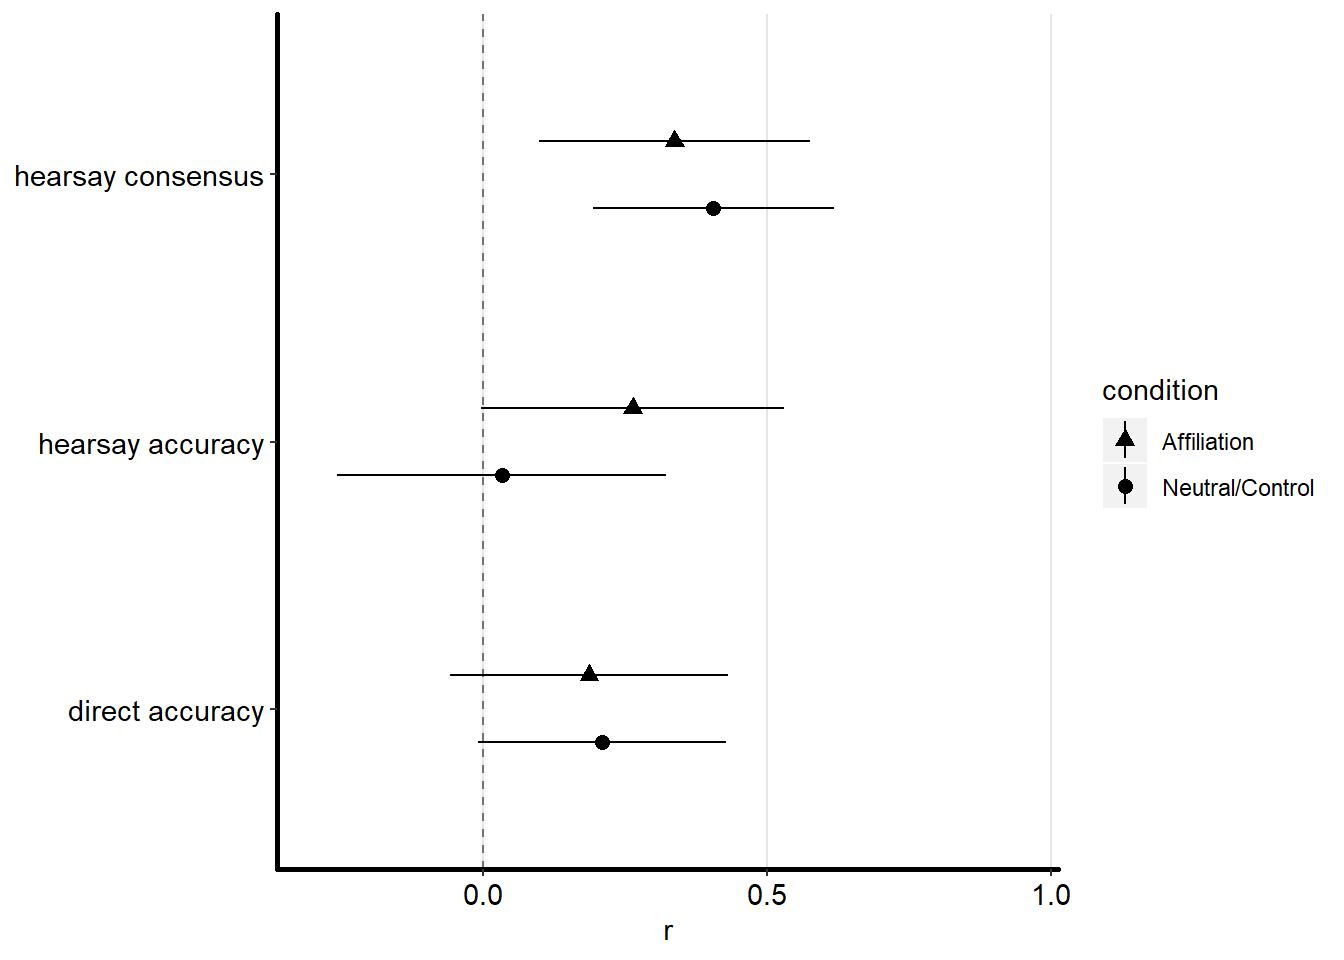 hearsay consensus
hearsay accuracy
direct accuracy
0.0 0.5 1.0
r
condition
Affiliation
Neutral/Control